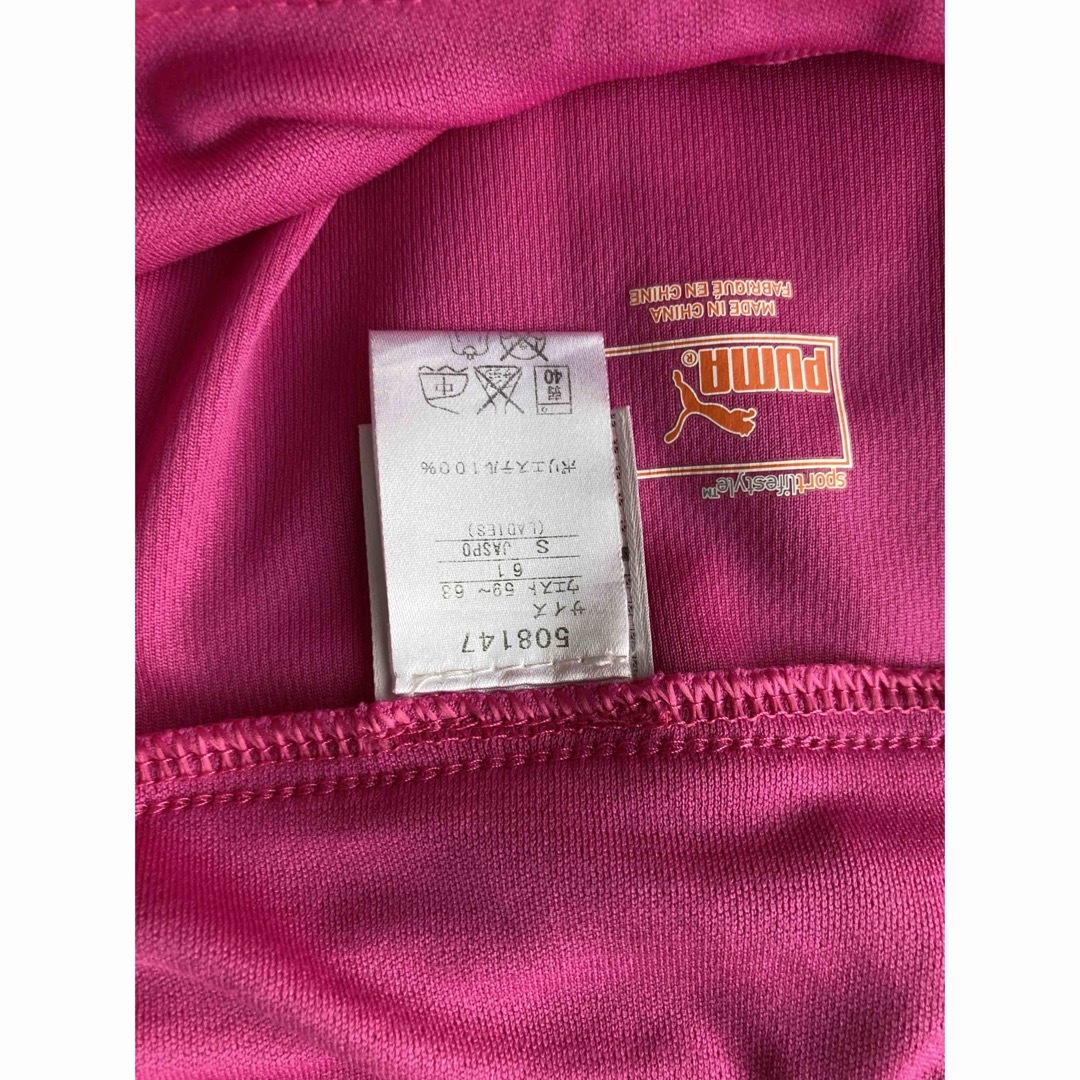 508147
サイズ
ウエスト 59~ 63
61
S JASPO
(LADIES)
ポリエステル100%
40
中
sportlifestyle™
PUMA®
MADE IN CHINA
FABRIQUÉ EN CHINE